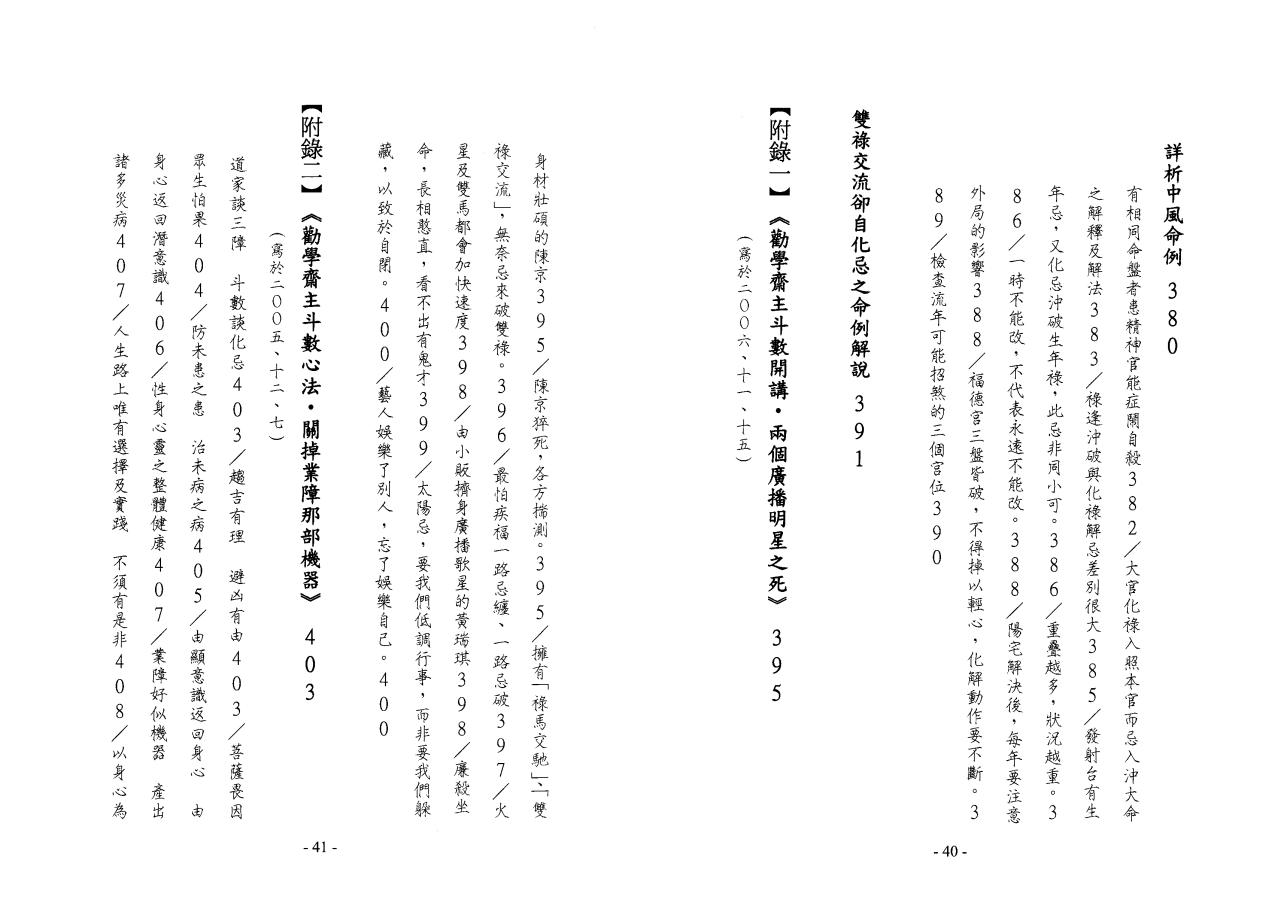 詳析中風命例 380
有相同命盤者患精神官能症鬧自殺382/大官化祿入照本官而忌入沖大命
之解釋及解法383/祿逢沖破與化祿解忌差別很大385/發射台有生
年忌，又化忌沖破生年祿，此忌非同小可。386/重疊越多，狀況越重。3
86/一時不能改，不代表永遠不能改。388/陽宅解決後，每年要注意
外局的影響388/福德宮三盤皆破，不得掉以輕心，化解動作要不斷。3
89/檢查流年可能招煞的三個宮位390
雙祿交流卻自化忌之命例解說 391
【附錄一】《勸學齋主斗數開講・兩個廣播明星之死》 395
（寫於二００六、十一、十五）
- 40 -
身材壯碩的陳京395/陳京猝死，各方揣測。395/擁有「祿馬交馳」、「雙
祿交流」，無奈忌來破雙祿。396/最怕疾福一路忌纏、一路忌破397/火
星及雙馬都會加快速度398/由小販擠身廣播歌星的黃瑞琪398/廉殺坐
命，長相憨直，看不出有鬼才399/太陽忌，要我們低調行事，而非要我們躲
藏，以致於自閉。400/藝人娛樂了別人，忘了娛樂自己。400
【附錄二】《勸學齋主斗數心法・關掉業障那部機器》 403
（寫於二００五、十二、七）
道家談三障　斗數談化忌403/趨吉有理　避凶有由403/菩薩畏因
眾生怕果404/防未患之患　治未病之病405/由顯意識返回身心　由
身心返回潛意識406/性身心靈之整體健康407/業障好似機器　產出
諸多災病407/人生路上唯有選擇及實踐　不須有是非408/以身心為
- 41 -